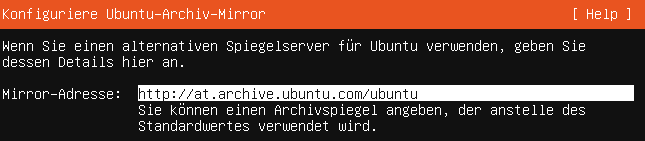 Konfiguriere Ubuntu-Archiv-Mirror [ Help ]
Wenn Sie einen alternativen Spiegelserver für Ubuntu verwenden, geben Sie
dessen Details hier an.
Mirror-Adresse: http://at.archive.ubuntu.com/ubuntu
Sie können einen Archivspiegel angeben, der anstelle des
Standardwertes verwendet wird.